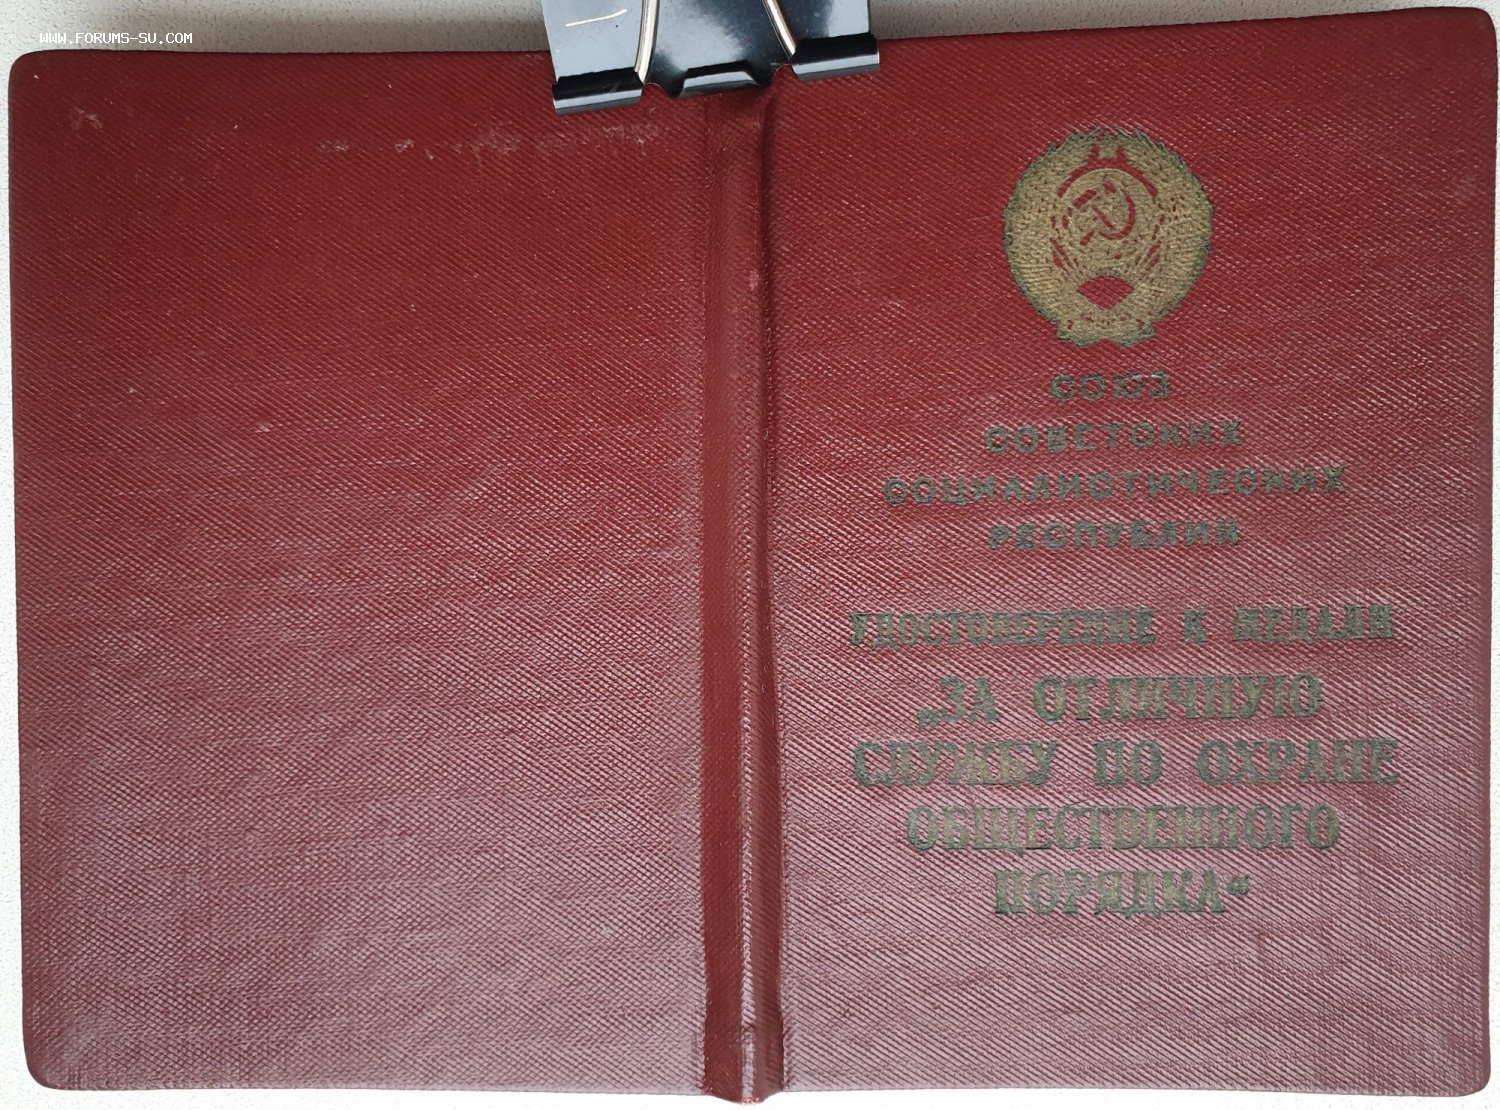 WWW.FORUMS-SU.COM
СОЮЗ
СОВЕТСКИХ
СОЦИАЛИСТИЧЕСКИХ
РЕСПУБЛИК
УДОСТОВЕРЕНИЕ К МЕДАЛИ
„ЗА ОТЛИЧНУЮ
СЛУЖБУ ПО ОХРАНЕ
ОБЩЕСТВЕННОГО
ПОРЯДКА“